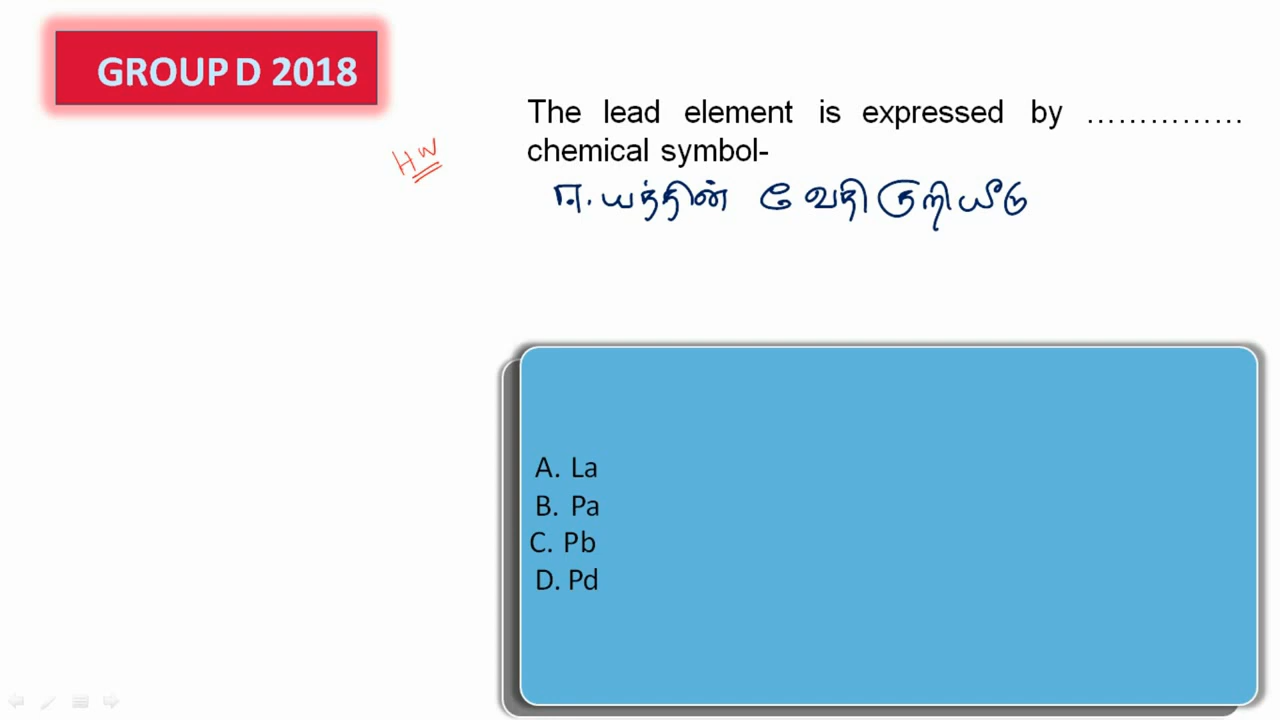 GROUP D 2018
The lead element is expressed by ……………
chemical symbol-
HW
ஈயத்தின் வேதி குறியீடு
A. La
B. Pa
C. Pb
D. Pd